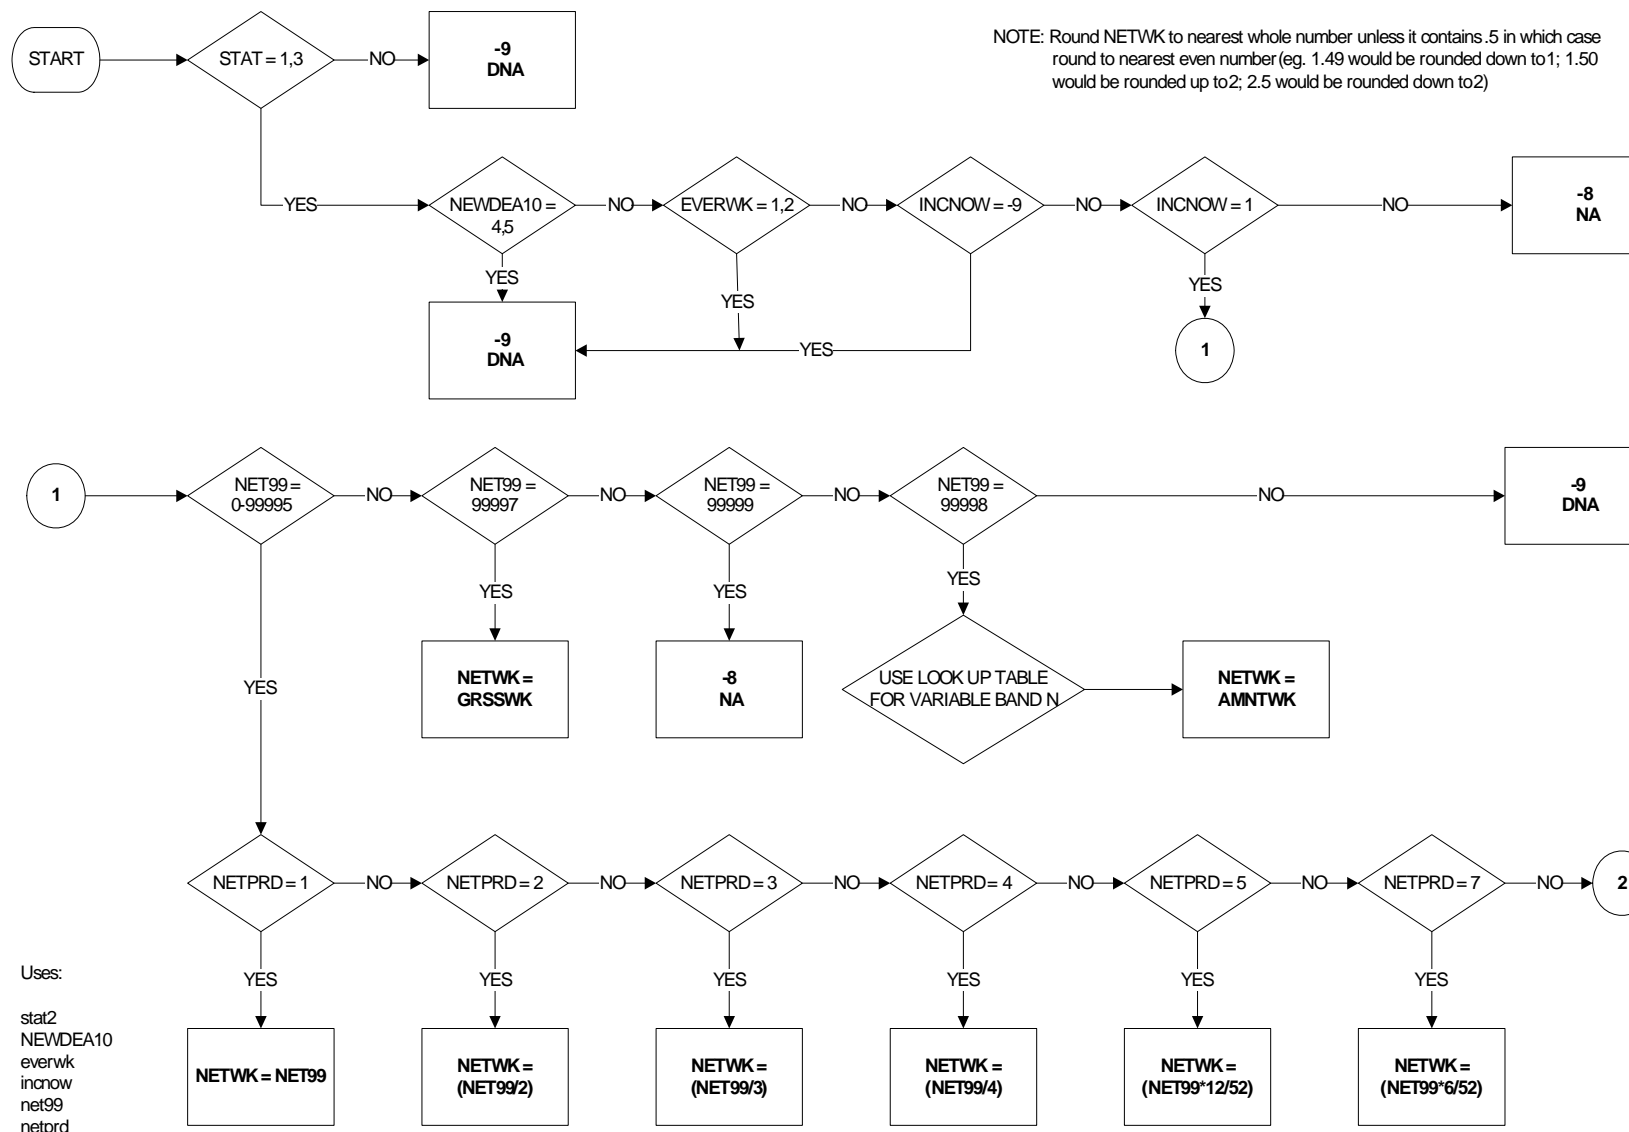 START
STAT = 1,3
NO
-9
DNA
NOTE: Round NETWK to nearest whole number unless it contains .5 in which case
round to nearest even number (eg. 1.49 would be rounded down to 1; 1.50
would be rounded up to 2; 2.5 would be rounded down to 2)
YES
NEWDEA10 =
4,5
NO
EVERWK = 1,2
NO
INCNOW = -9
NO
INCNOW = 1
NO
-8
NA
YES
YES
YES
YES
-9
DNA
1
1
NET99 =
0-99995
NO
NET99 =
99997
NO
NET99 =
99999
NO
NET99 =
99998
NO
-9
DNA
YES
YES
YES
YES
NETWK =
GRSSWK
-8
NA
USE LOOK UP TABLE
FOR VARIABLE BAND N
NETWK =
AMNTWK
NETPRD = 1
NO
NETPRD = 2
NO
NETPRD = 3
NO
NETPRD = 4
NO
NETPRD = 5
NO
NETPRD = 7
NO
2
YES
YES
YES
YES
YES
YES
NETWK = NET99
NETWK =
(NET99/2)
NETWK =
(NET99/3)
NETWK =
(NET99/4)
NETWK =
(NET99*12/52)
NETWK =
(NET99*6/52)
Uses:
stat2
NEWDEA10
everwk
incnow
net99
netprd